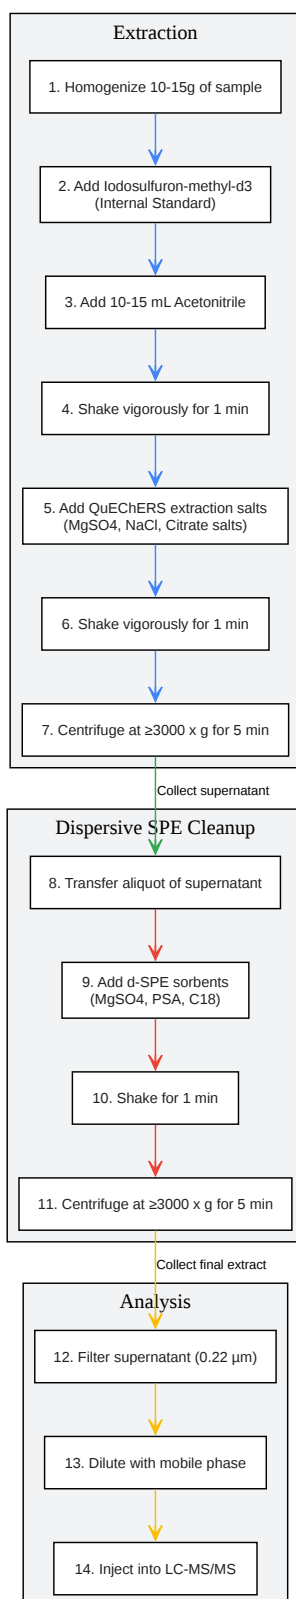 Extraction
1. Homogenize 10-15g of sample
2. Add Iodosulfuron-methyl-d3
(Internal Standard)
3. Add 10-15 mL Acetonitrile
4. Shake vigorously for 1 min
5. Add QuEChERS extraction salts
(MgSO4, NaCl, Citrate salts)
6. Shake vigorously for 1 min
7. Centrifuge at ≥3000 x g for 5 min
Collect supernatant
Dispersive SPE Cleanup
8. Transfer aliquot of supernatant
9. Add d-SPE sorbents
(MgSO4, PSA, C18)
10. Shake for 1 min
11. Centrifuge at ≥3000 x g for 5 min
Collect final extract
Analysis
12. Filter supernatant (0.22 µm)
13. Dilute with mobile phase
14. Inject into LC-MS/MS